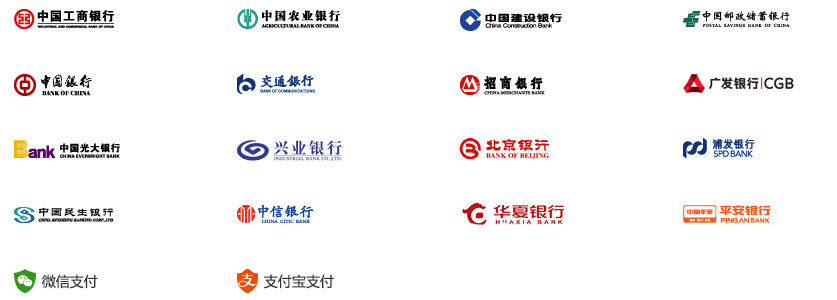 中国工商银行
INDUSTRIAL AND COMMERCIAL BANK OF CHINA
中国农业银行
AGRICULTURAL BANK OF CHINA
中国建设银行
China Construction Bank
中国邮政储蓄银行
POSTAL SAVINGS BANK OF CHINA
中国银行
BANK OF CHINA
交通银行
BANK OF COMMUNICATIONS
招商银行
CHINA MERCHANTS BANK
广发银行|CGB
Bank
中国光大银行
CHINA EVERBRIGHT BANK
兴业银行
INDUSTRIAL BANK CO.,LTD.
北京银行
BANK OF BEIJING
浦发银行
SPD BANK
中国民生银行
CHINA MINSHENG BANKING CORP.,LTD.
中信银行
CHINA CITIC BANK
华夏银行
HUAXIA BANK
中国平安
平安银行
PINGAN BANK
微信支付
支
支付宝支付